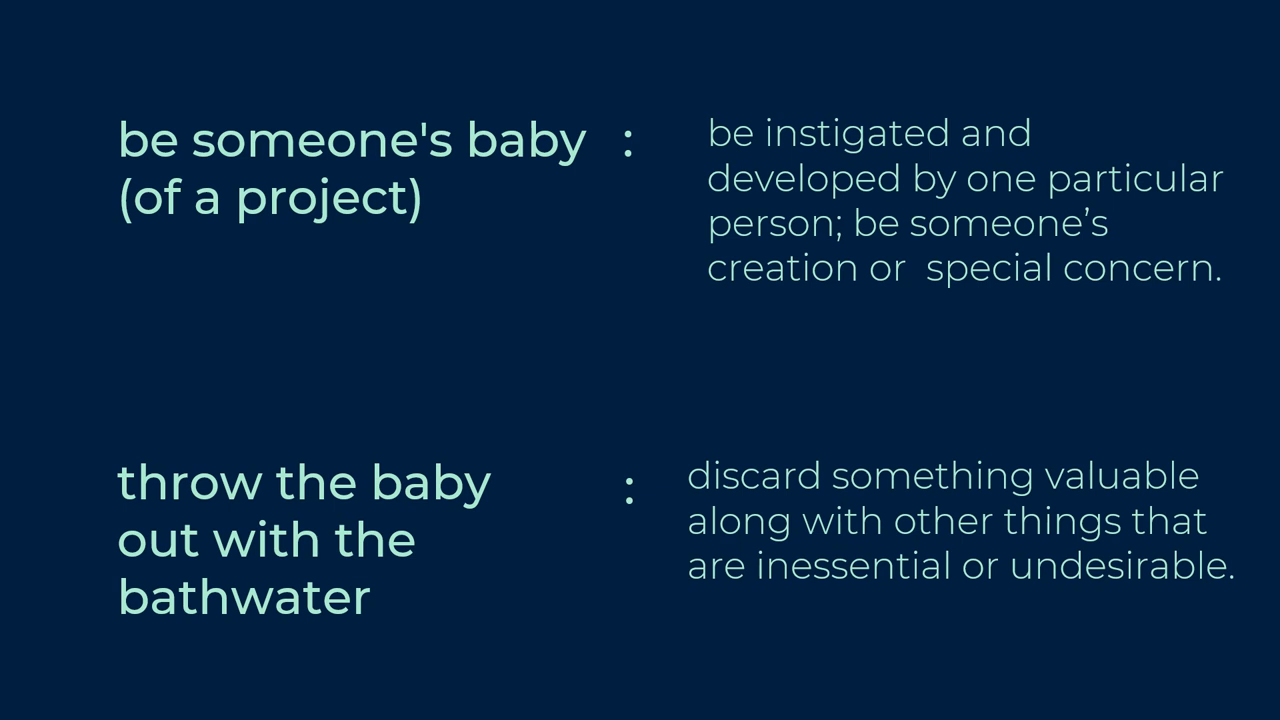 be someone's baby :
(of a project)
be instigated and
developed by one particular
person; be someone’s
creation or  special concern.
throw the baby :
out with the
bathwater
discard something valuable
along with other things that
are inessential or undesirable.